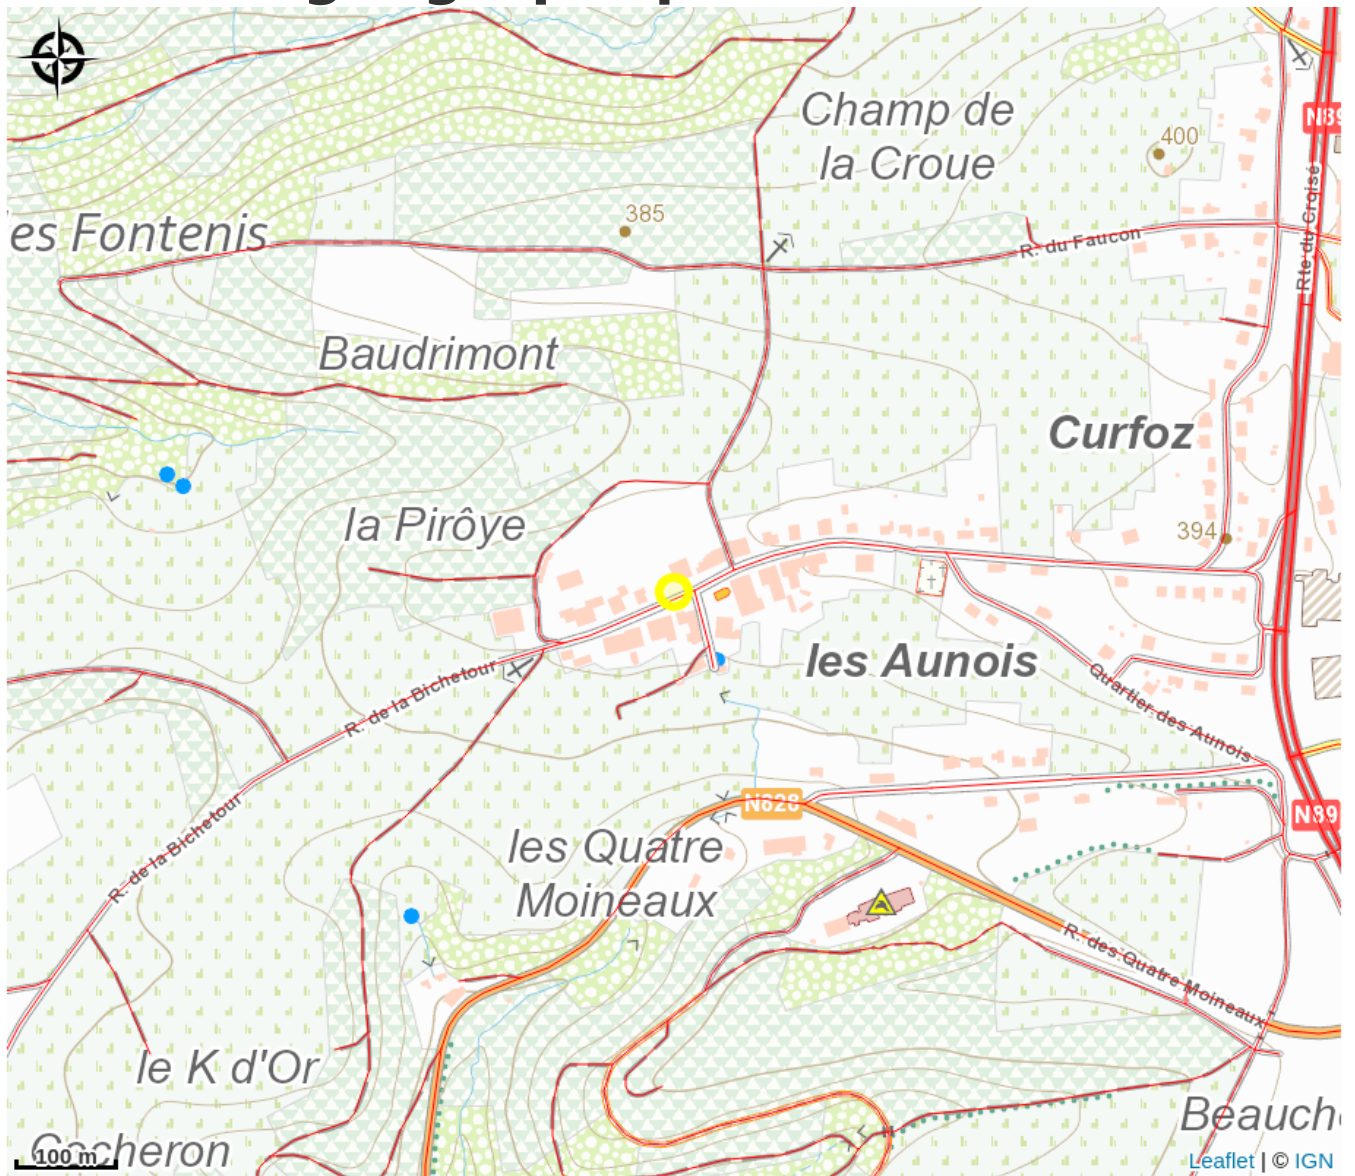 Champ de
la Croue
400
N89
385
es Fontenis
R. du Faucon
Rte du Croisé
Baudrimont
Curfoz
la Pirôye
394
les Aunois
R. de la Bichetour
Quartier des Aunois
N828
N89
R. de la Bichetour
les Quatre
Moineaux
R. des Quatre Moineaux
le K d'Or
Beauch
Cocheron
100 m
Leaflet | © IGN